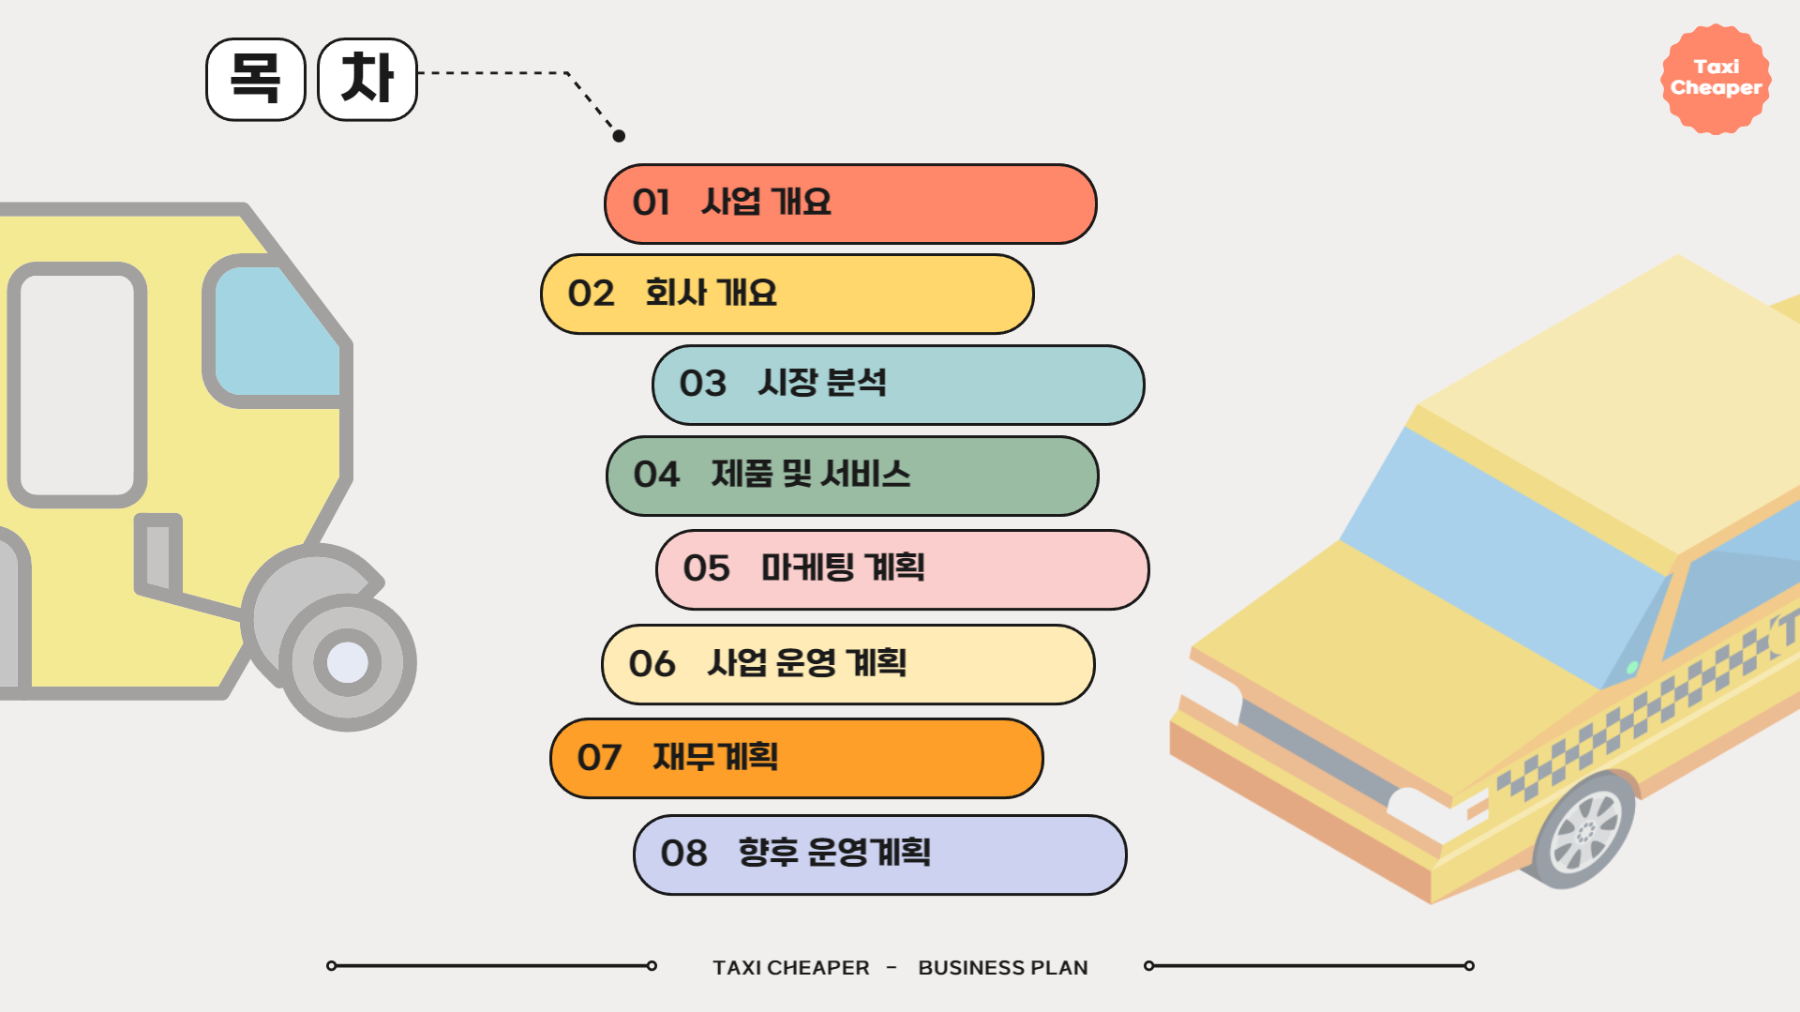 목 차
Taxi
Cheaper
01 사업 개요
02 회사 개요
03 시장 분석
04 제품 및 서비스
05 마케팅 계획
06 사업 운영 계획
07 재무계획
08 향후 운영계획
TAXI CHEAPER - BUSINESS PLAN